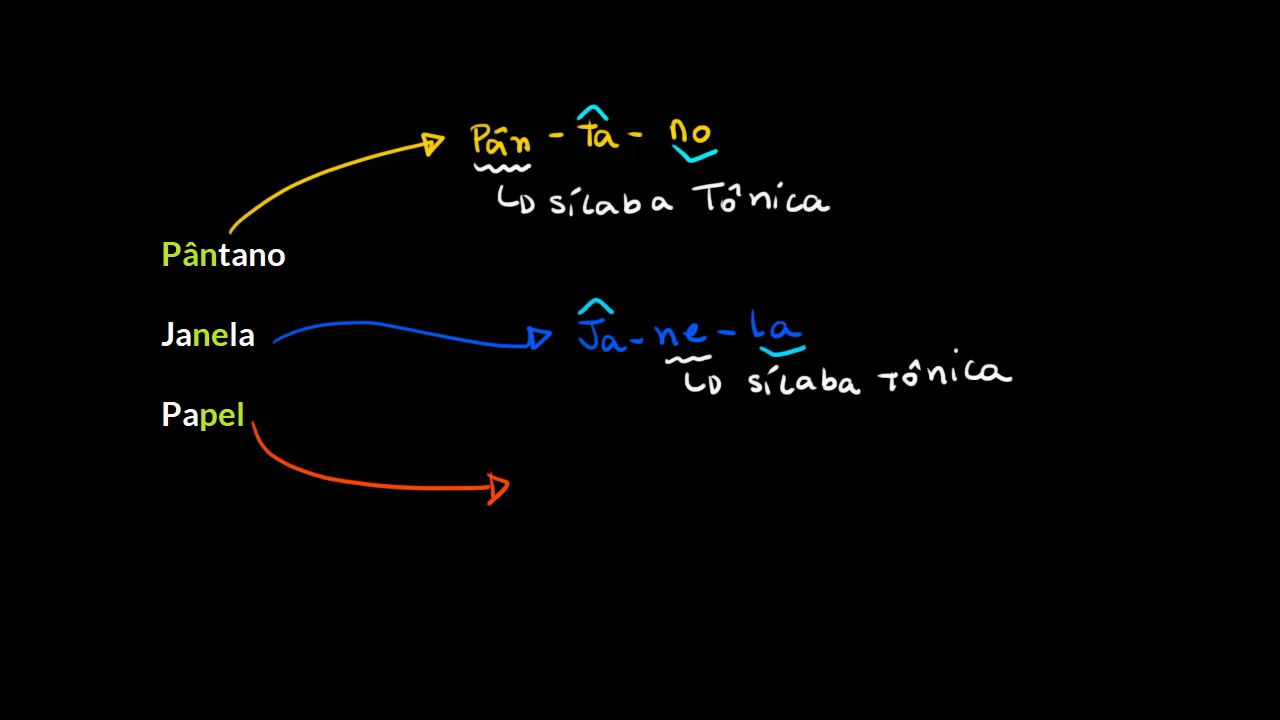 Pân - ta - no
sílaba Tônica
Pântano
Janela
Ja - ne - la
sílaba tônica
Papel